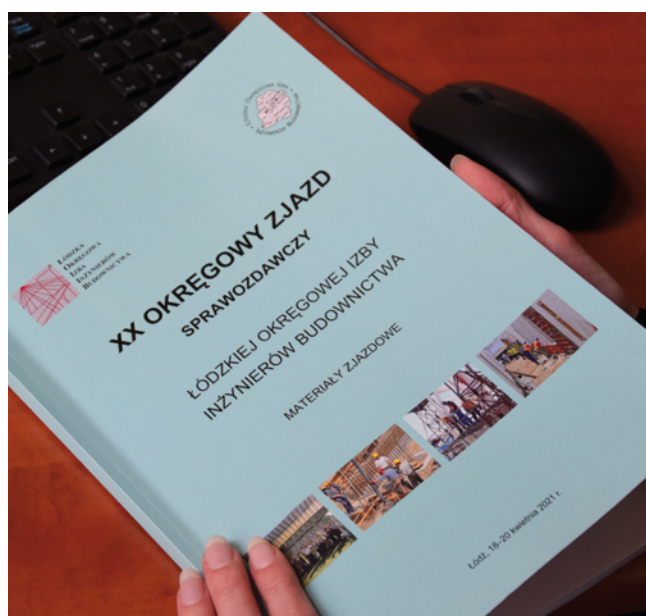 ŁÓDZKA
OKRĘGOWA
IZBA
INŻYNIERÓW
BUDOWNICTWA
XX OKRĘGOWY ZJAZD
SPRAWOZDAWCZY
ŁÓDZKIEJ OKRĘGOWEJ IZBY
INŻYNIERÓW BUDOWNICTWA
MATERIAŁY ZJAZDOWE
Łódź, 18–20 kwietnia 2021 r.